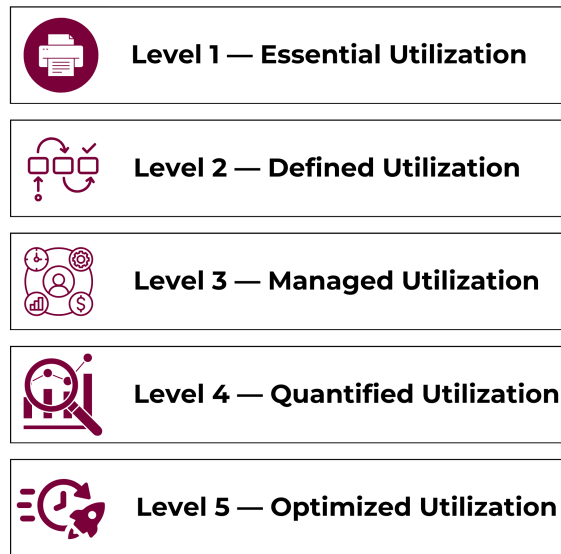 Level 1 — Essential Utilization
Level 2 — Defined Utilization
Level 3 — Managed Utilization
$
Level 4 — Quantified Utilization
Level 5 — Optimized Utilization